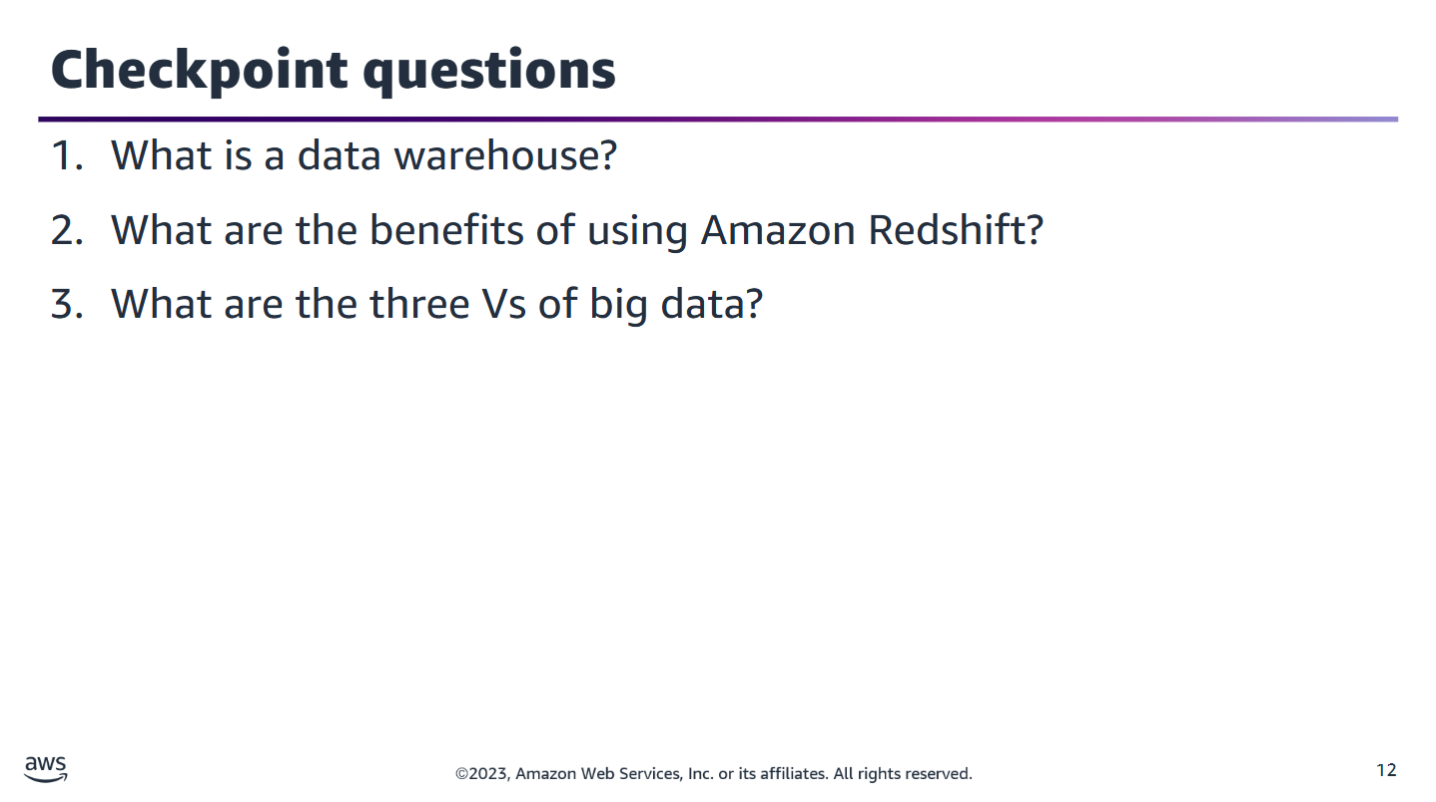 Checkpoint questions
1. What is a data warehouse?
2. What are the benefits of using Amazon Redshift?
3. What are the three Vs of big data?
aws
©2023, Amazon Web Services, Inc. or its affiliates. All rights reserved.
12